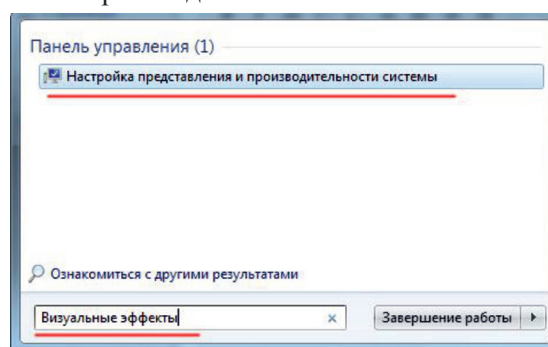 Панель управления (1)
Настройка представления и производительности системы
Ознакомиться с другими результатами
Визуальные эффекты
Завершение работы